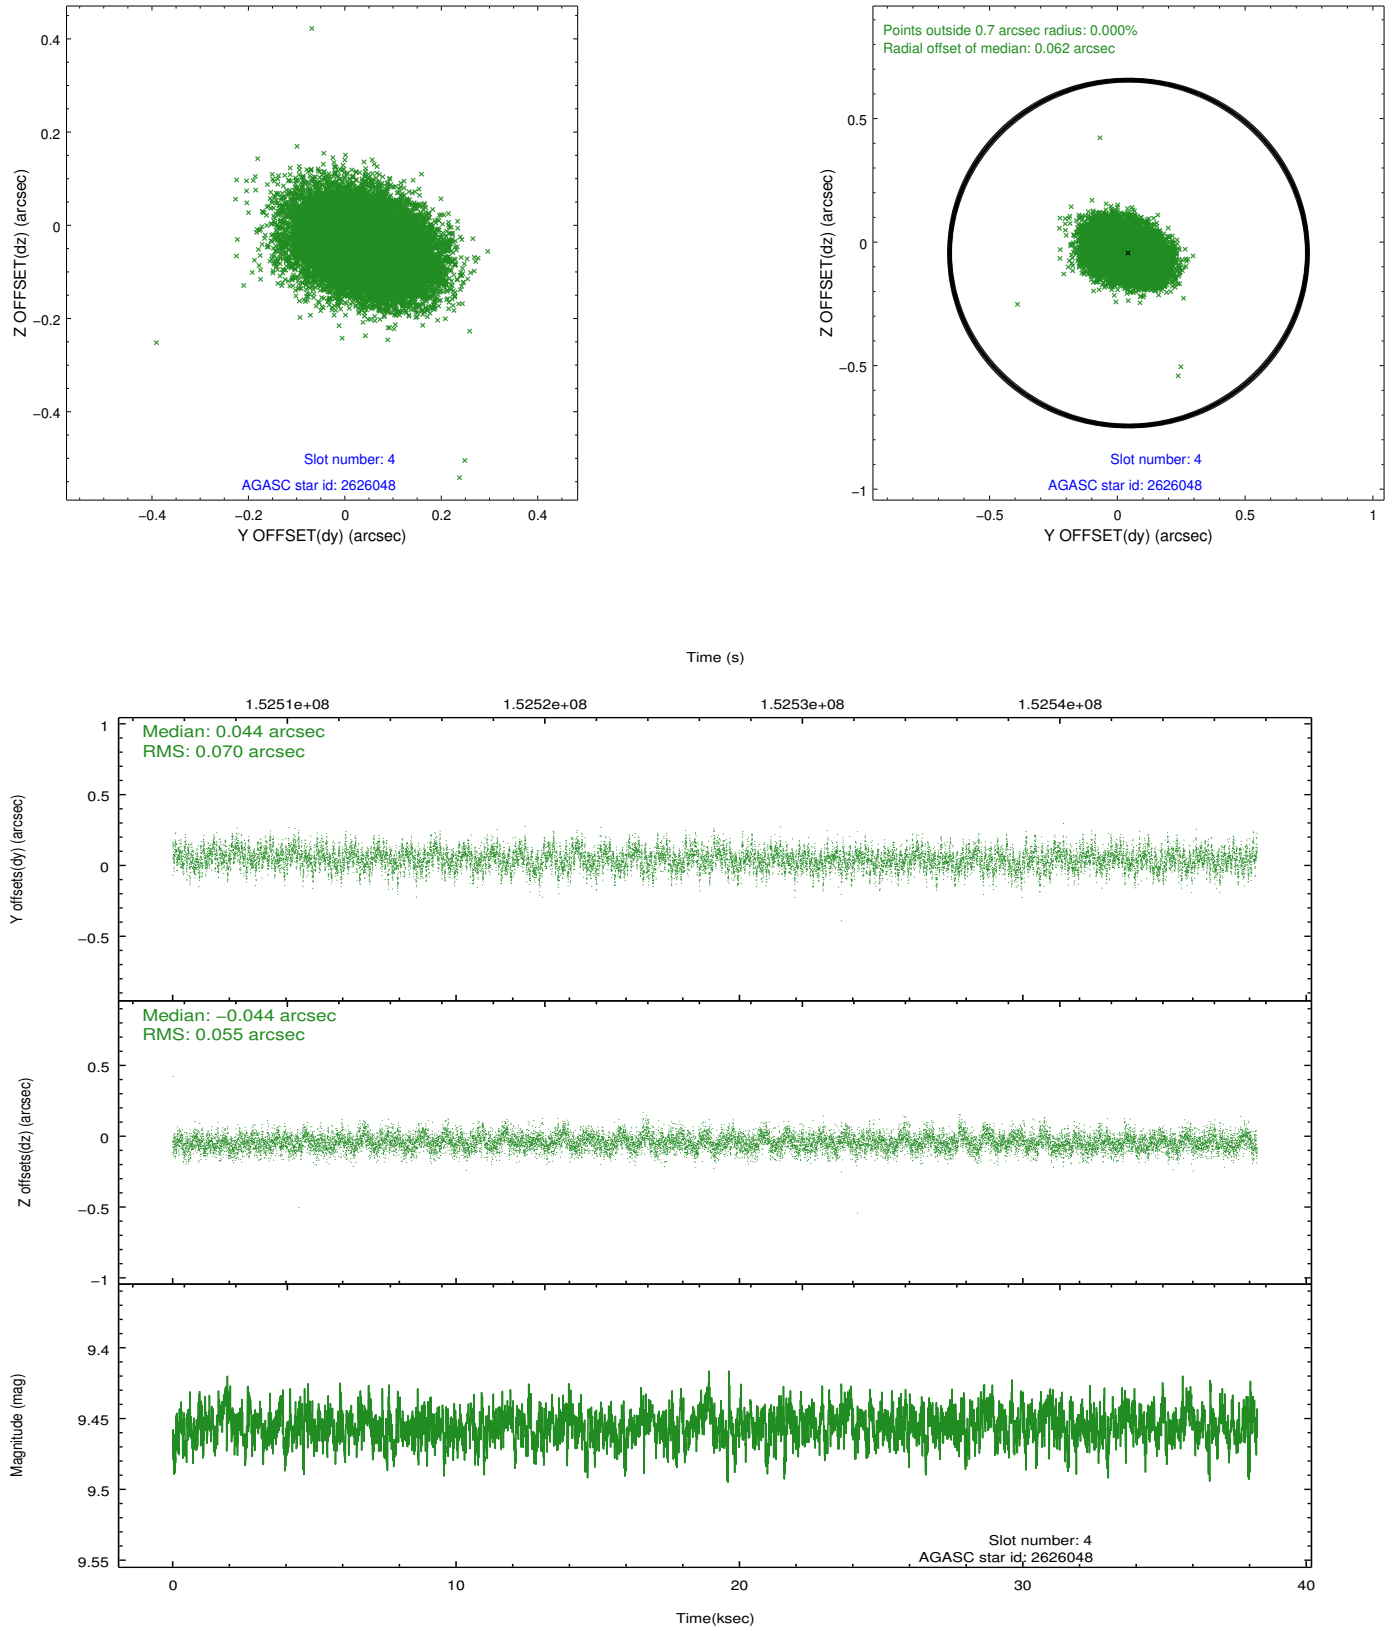 0.4
0.2
0
−0.2
−0.4
Z OFFSET(dz) (arcsec)
Slot number: 4
AGASC star id: 2626048
−0.4 −0.2 0 0.2 0.4
Y OFFSET(dy) (arcsec)
Points outside 0.7 arcsec radius: 0.000%
Radial offset of median: 0.062 arcsec
0.5
0
−0.5
−1
Z OFFSET(dz) (arcsec)
Slot number: 4
AGASC star id: 2626048
−0.5 0 0.5 1
Y OFFSET(dy) (arcsec)
Time (s)
1.5251e+08 1.5252e+08 1.5253e+08 1.5254e+08
Median: 0.044 arcsec
RMS: 0.070 arcsec
1
0.5
0
−0.5
Y offsets(dy) (arcsec)
Median: −0.044 arcsec
RMS: 0.055 arcsec
0.5
0
−0.5
−1
Z offsets(dz) (arcsec)
9.4
9.45
9.5
9.55
Magnitude (mag)
Slot number: 4
AGASC star id: 2626048
0 10 20 30 40
Time(ksec)